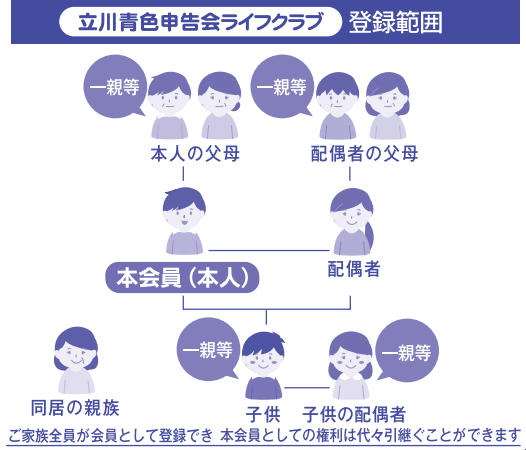 立川青色申告会ライフクラブ 登録範囲
一親等 一親等
本人の父母 配偶者の父母
本会員（本人） 配偶者
一親等 一親等
同居の親族 子供 子供の配偶者
ご家族全員が会員として登録でき 本会員としての権利は代々引継ぐことができます